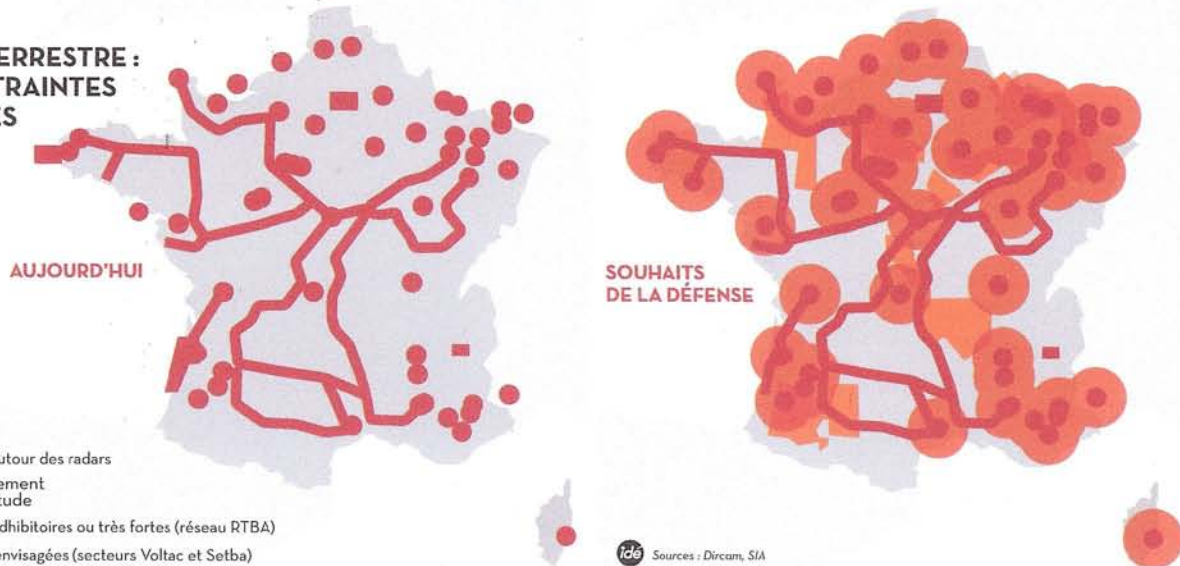 ERRESTRE :
TRAINTES
ES
AUJOURD'HUI
SOUHAITS
DE LA DÉFENSE
utour des radars
ement
tude
dhibitoires ou très fortes (réseau RTBA)
envisagées (secteurs Voltac et Setba)
idé Sources : Dircam, SIA